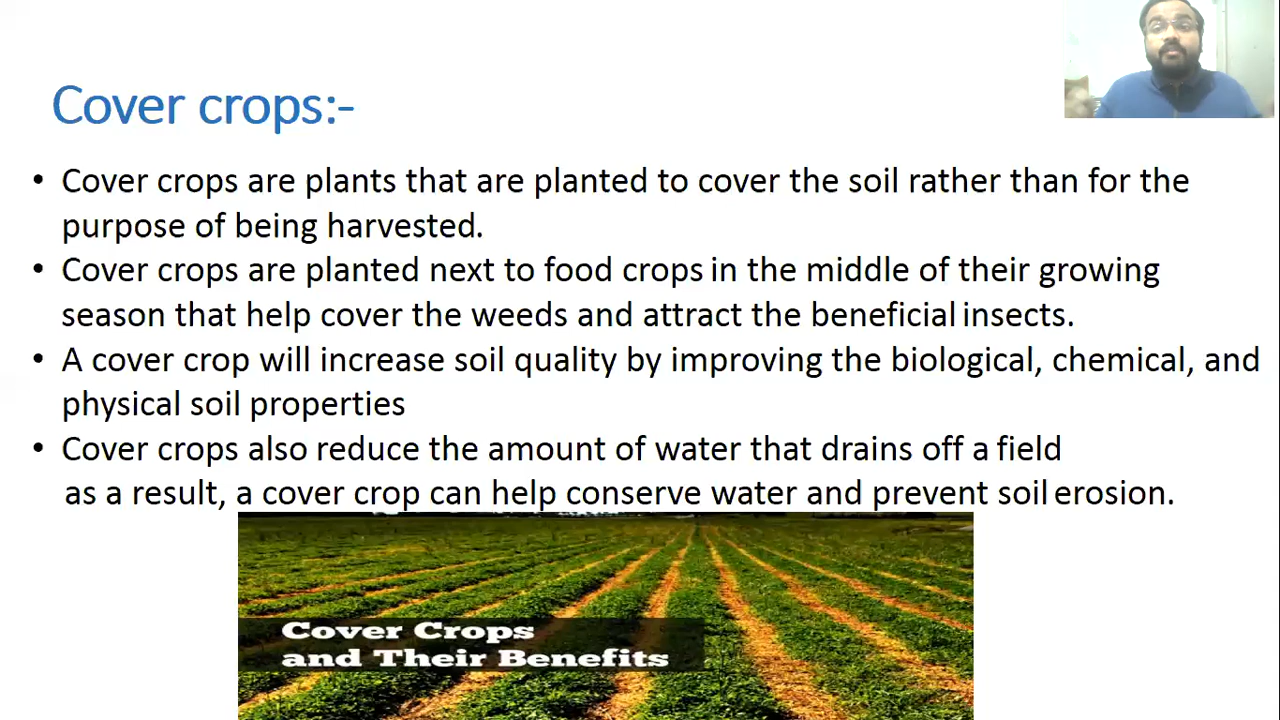 Cover crops:-
• Cover crops are plants that are planted to cover the soil rather than for the
purpose of being harvested.
• Cover crops are planted next to food crops in the middle of their growing
season that help cover the weeds and attract the beneficial insects.
• A cover crop will increase soil quality by improving the biological, chemical, and
physical soil properties
• Cover crops also reduce the amount of water that drains off a field
as a result, a cover crop can help conserve water and prevent soil erosion.
Cover Crops
and Their Benefits